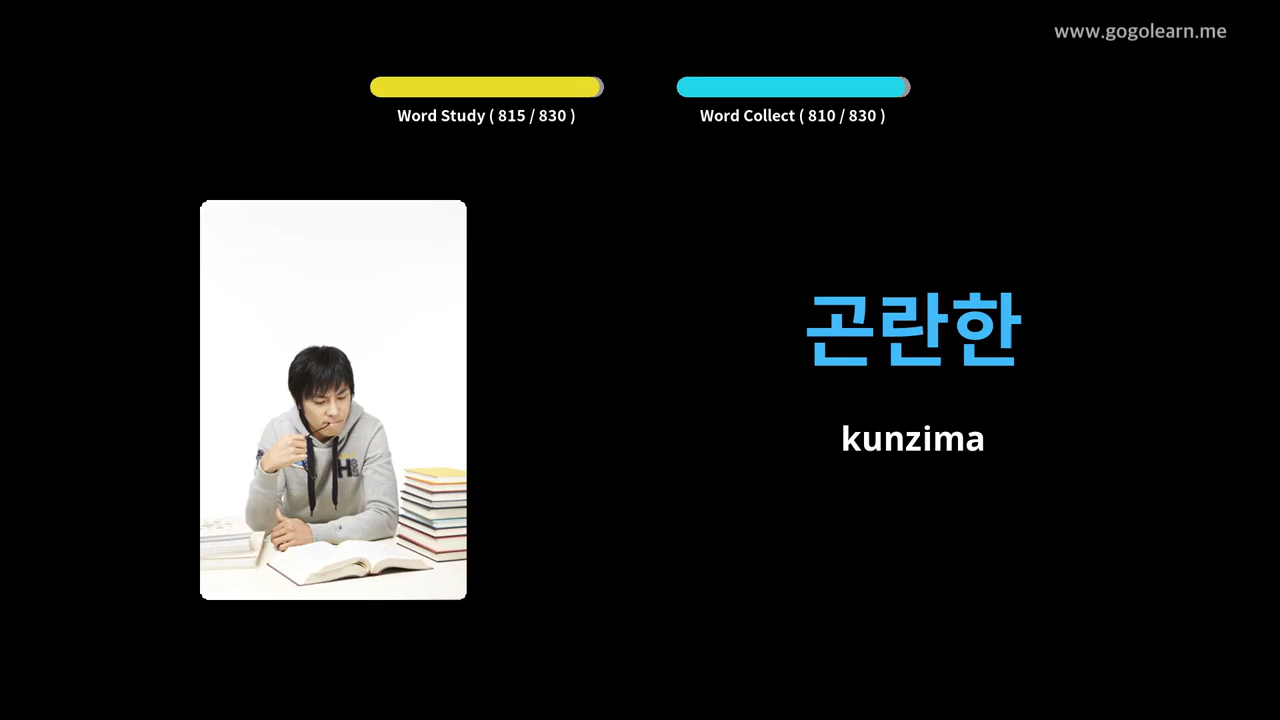 www.gogolearn.me
Word Study ( 815 / 830 )
Word Collect ( 810 / 830 )
곤란한
kunzima
H